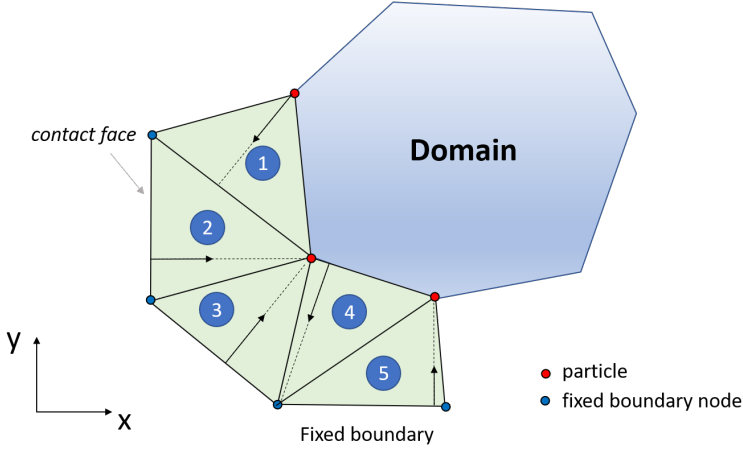 contact face
1
Domain
2
3
4
5
y
x
particle
fixed boundary node
Fixed boundary